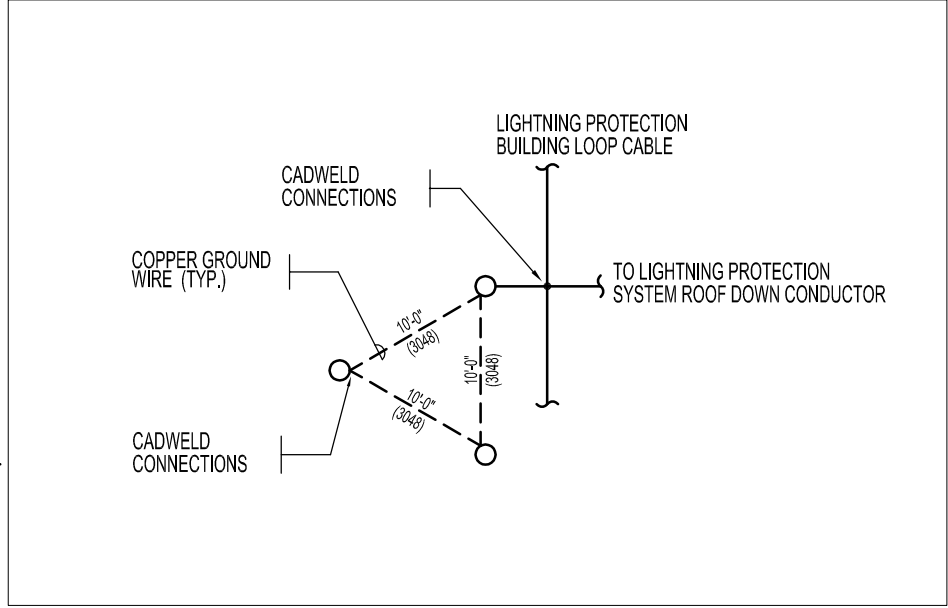 LIGHTNING PROTECTION
BUILDING LOOP CABLE
CADWELD
CONNECTIONS
COPPER GROUND
WIRE (TYP.)
TO LIGHTNING PROTECTION
SYSTEM ROOF DOWN CONDUCTOR
10'-0"
(3048)
10'-0"
(3048)
10'-0"
(3048)
CADWELD
CONNECTIONS